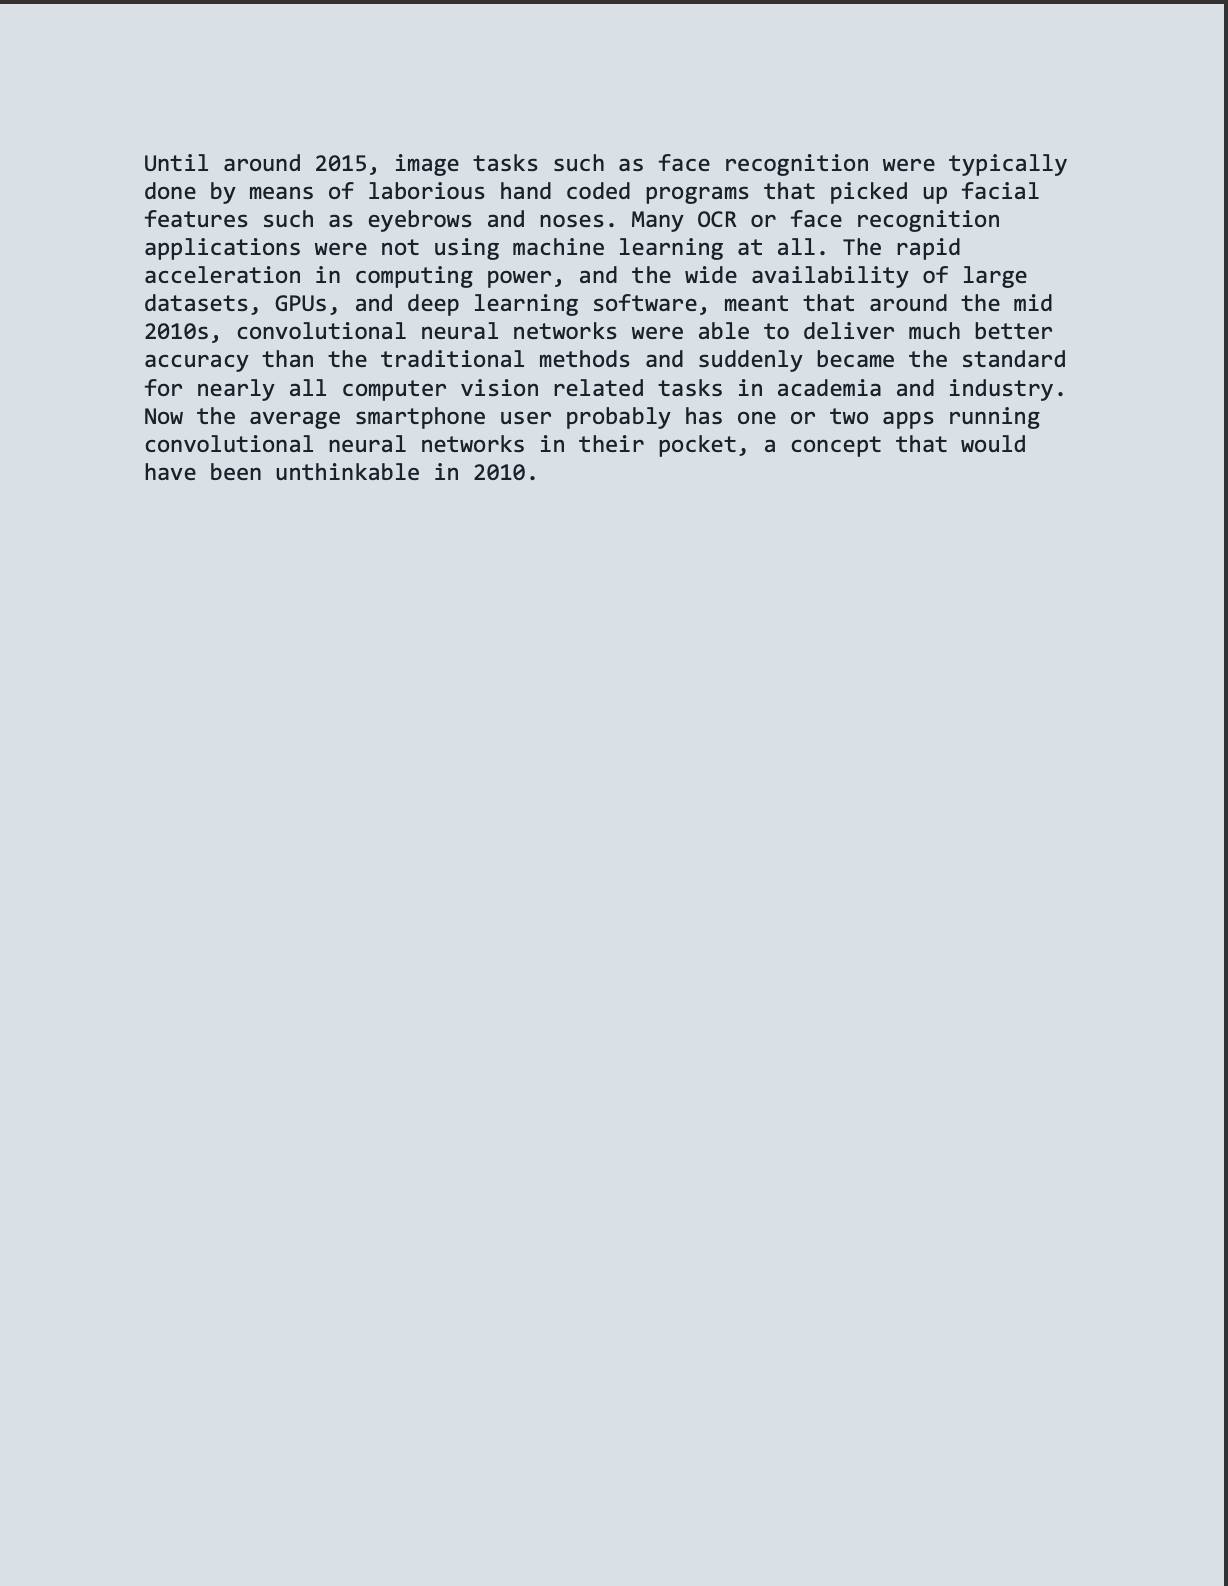 Until around 2015, image tasks such as face recognition were typically
done by means of laborious hand coded programs that picked up facial
features such as eyebrows and noses. Many OCR or face recognition
applications were not using machine learning at all. The rapid
acceleration in computing power, and the wide availability of large
datasets, GPUs, and deep learning software, meant that around the mid
2010s, convolutional neural networks were able to deliver much better
accuracy than the traditional methods and suddenly became the standard
for nearly all computer vision related tasks in academia and industry.
Now the average smartphone user probably has one or two apps running
convolutional neural networks in their pocket, a concept that would
have been unthinkable in 2010.